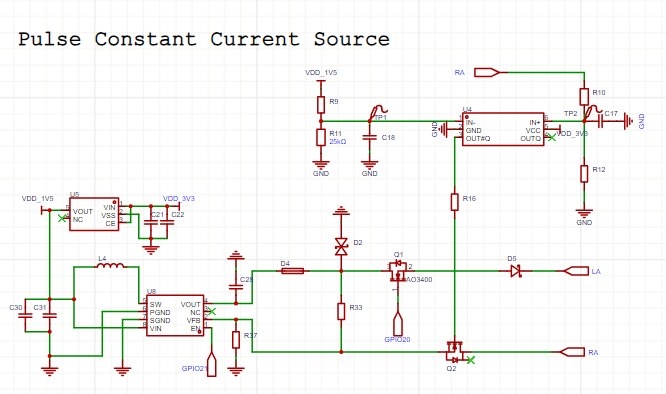 Pulse Constant Current Source
VDD_1V5
RA
R9
R10
TP1
U4
TP2
C17
GND
IN-
GND
OUT#Q
IN+
VCC
OUTQ
VDD_3V3
GND
R11
25kΩ
C18
GND
GND
R12
R16
GND
VDD_1V5
U5
VDD_3V3
VOUT
NC
VIN
VSS
CE
C21
C22
D2
Q1
L4
D4
AO3400
D5
LA
C30
C31
U8
SW
PGND
SGND
VIN
VOUT
NC
VFB
EN
R33
R37
GPIO20
GPIO21
Q2
RA